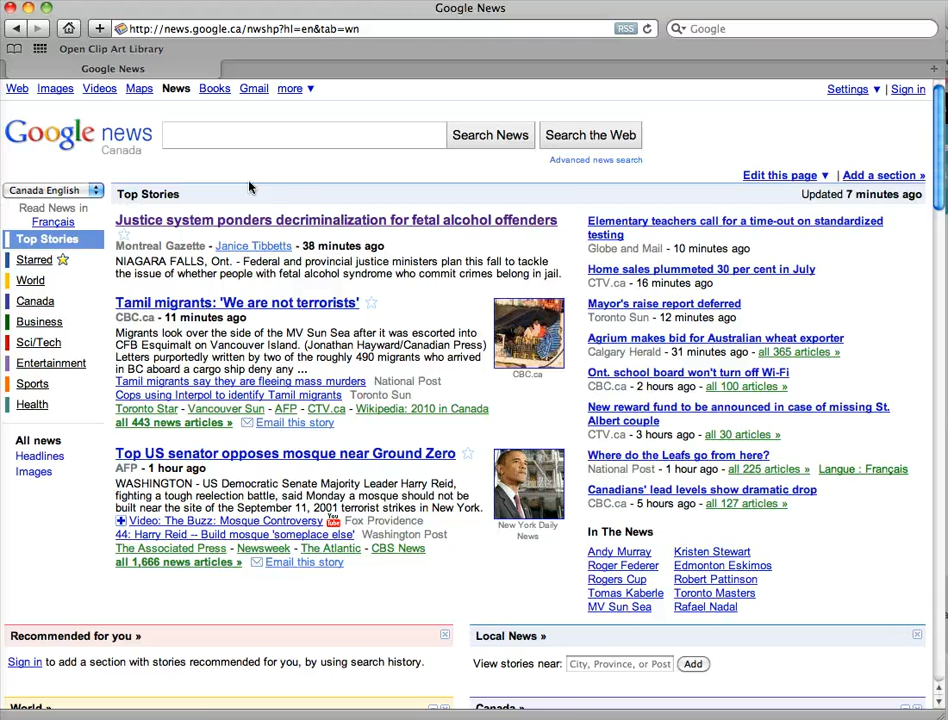 Google News
http://news.google.ca/nwshp?hl=en&tab=wn
RSS
Google
Open Clip Art Library
Google News
Web Images Videos Maps News Books Gmail more ▼
Settings ▼ | Sign in
Google news
Canada
Search News
Search the Web
Advanced news search
Edit this page ▼ | Add a section »
Canada English
Read News in
Français
Top Stories
Starred
World
Canada
Business
Sci/Tech
Entertainment
Sports
Health
All news
Headlines
Images
Top Stories
Updated 7 minutes ago
Justice system ponders decriminalization for fetal alcohol offenders
Montreal Gazette - Janice Tibbetts - 38 minutes ago
NIAGARA FALLS, Ont. - Federal and provincial justice ministers plan this fall to tackle
the issue of whether people with fetal alcohol syndrome who commit crimes belong in jail.
Tamil migrants: 'We are not terrorists'
CBC.ca - 11 minutes ago
Migrants look over the side of the MV Sun Sea after it was escorted into
CFB Esquimalt on Vancouver Island. (Jonathan Hayward/Canadian Press)
Letters purportedly written by two of the roughly 490 migrants who arrived
in BC aboard a cargo ship deny any ...
Tamil migrants say they are fleeing mass murders National Post
Cops using Interpol to identify Tamil migrants Toronto Sun
Toronto Star - Vancouver Sun - AFP - CTV.ca - Wikipedia: 2010 in Canada
all 443 news articles » Email this story
CBC.ca
Top US senator opposes mosque near Ground Zero
AFP - 1 hour ago
WASHINGTON - US Democratic Senate Majority Leader Harry Reid,
fighting a tough reelection battle, said Monday a mosque should not be
built near the site of the September 11, 2001 terrorist strikes in New York.
Video: The Buzz: Mosque Controversy You Tube Fox Providence
44: Harry Reid -- Build mosque 'someplace else' Washington Post
The Associated Press - Newsweek - The Atlantic - CBS News
all 1,666 news articles » Email this story
New York Daily
News
Elementary teachers call for a time-out on standardized
testing
Globe and Mail - 10 minutes ago
Home sales plummeted 30 per cent in July
CTV.ca - 16 minutes ago
Mayor's raise report deferred
Toronto Sun - 12 minutes ago
Agrium makes bid for Australian wheat exporter
Calgary Herald - 31 minutes ago - all 365 articles »
Ont. school board won't turn off Wi-Fi
CBC.ca - 2 hours ago - all 100 articles »
New reward fund to be announced in case of missing St.
Albert couple
CTV.ca - 3 hours ago - all 30 articles »
Where do the Leafs go from here?
National Post - 1 hour ago - all 225 articles » Langue : Français
Canadians' lead levels show dramatic drop
CBC.ca - 5 hours ago - all 127 articles »
In The News
Andy Murray Kristen Stewart
Roger Federer Edmonton Eskimos
Rogers Cup Robert Pattinson
Tomas Kaberle Toronto Masters
MV Sun Sea Rafael Nadal
Recommended for you »
Sign in to add a section with stories recommended for you, by using search history.
Local News »
View stories near: City, Province, or Post Add
World »
Canada »